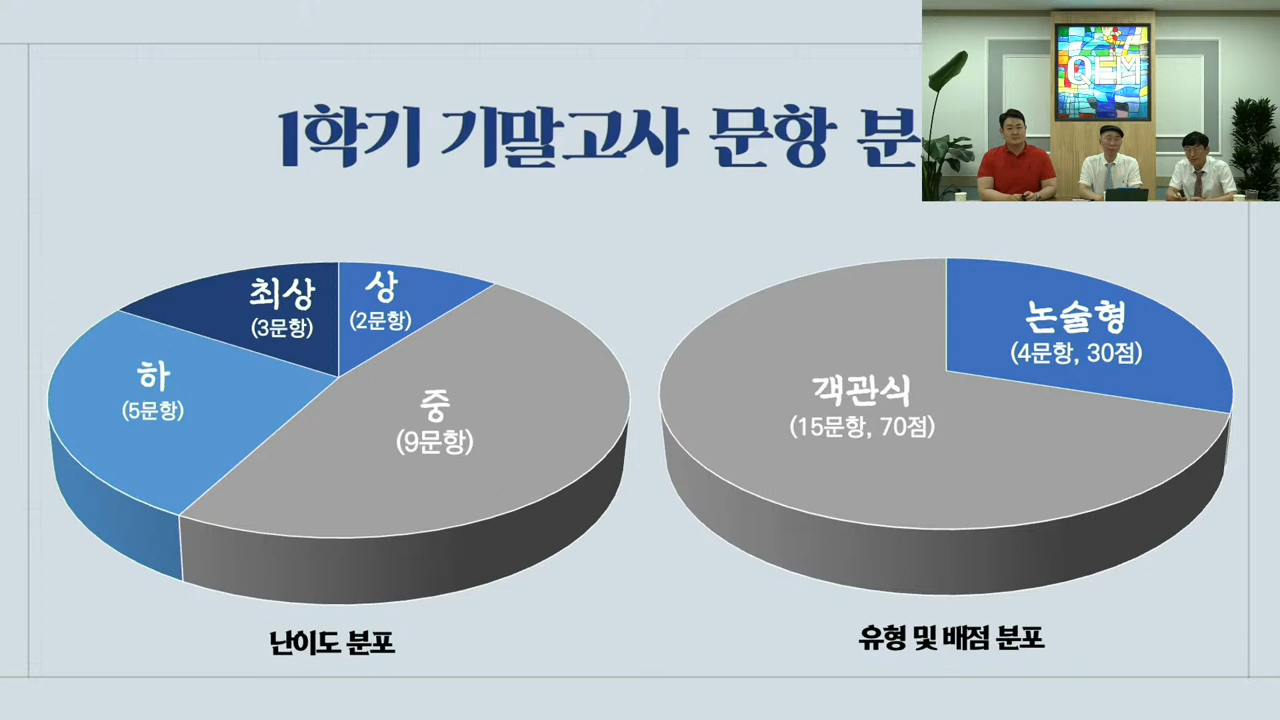 1학기 기말고사 문항 분
QEM
최상
(3문항)
상
(2문항)
하
(5문항)
중
(9문항)
난이도 분포
논술형
(4문항, 30점)
객관식
(15문항, 70점)
유형 및 배점 분포